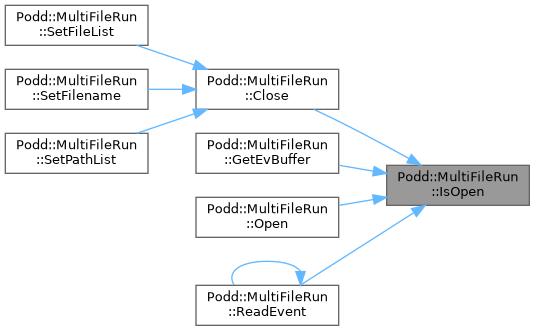 Podd::MultiFileRun
::SetFileList
Podd::MultiFileRun
::SetFilename
Podd::MultiFileRun
::SetPathList
Podd::MultiFileRun
::Close
Podd::MultiFileRun
::GetEvBuffer
Podd::MultiFileRun
::Open
Podd::MultiFileRun
::ReadEvent
Podd::MultiFileRun
::IsOpen